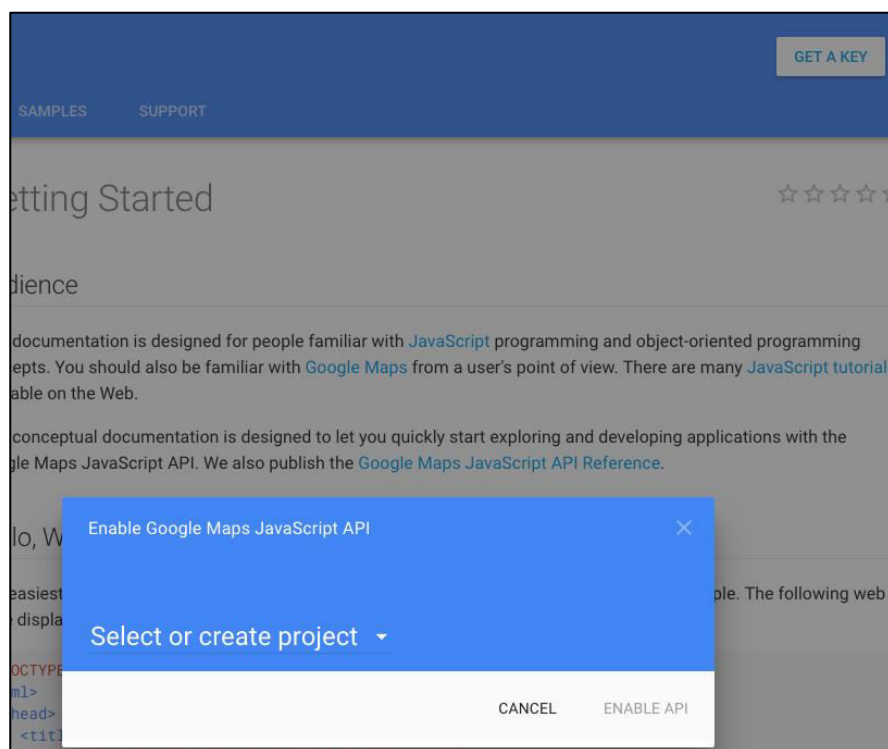 GET A KEY
SAMPLES SUPPORT
etting Started
dience
documentation is designed for people familiar with JavaScript programming and object-oriented programming
epts. You should also be familiar with Google Maps from a user's point of view. There are many JavaScript tutorial
able on the Web.
conceptual documentation is designed to let you quickly start exploring and developing applications with the
gle Maps JavaScript API. We also publish the Google Maps JavaScript API Reference.
lo, W
Enable Google Maps JavaScript API
easiest
ple. The following web
displa
Select or create project
OCTYPE
ml>
head>
<titl
CANCEL ENABLE API